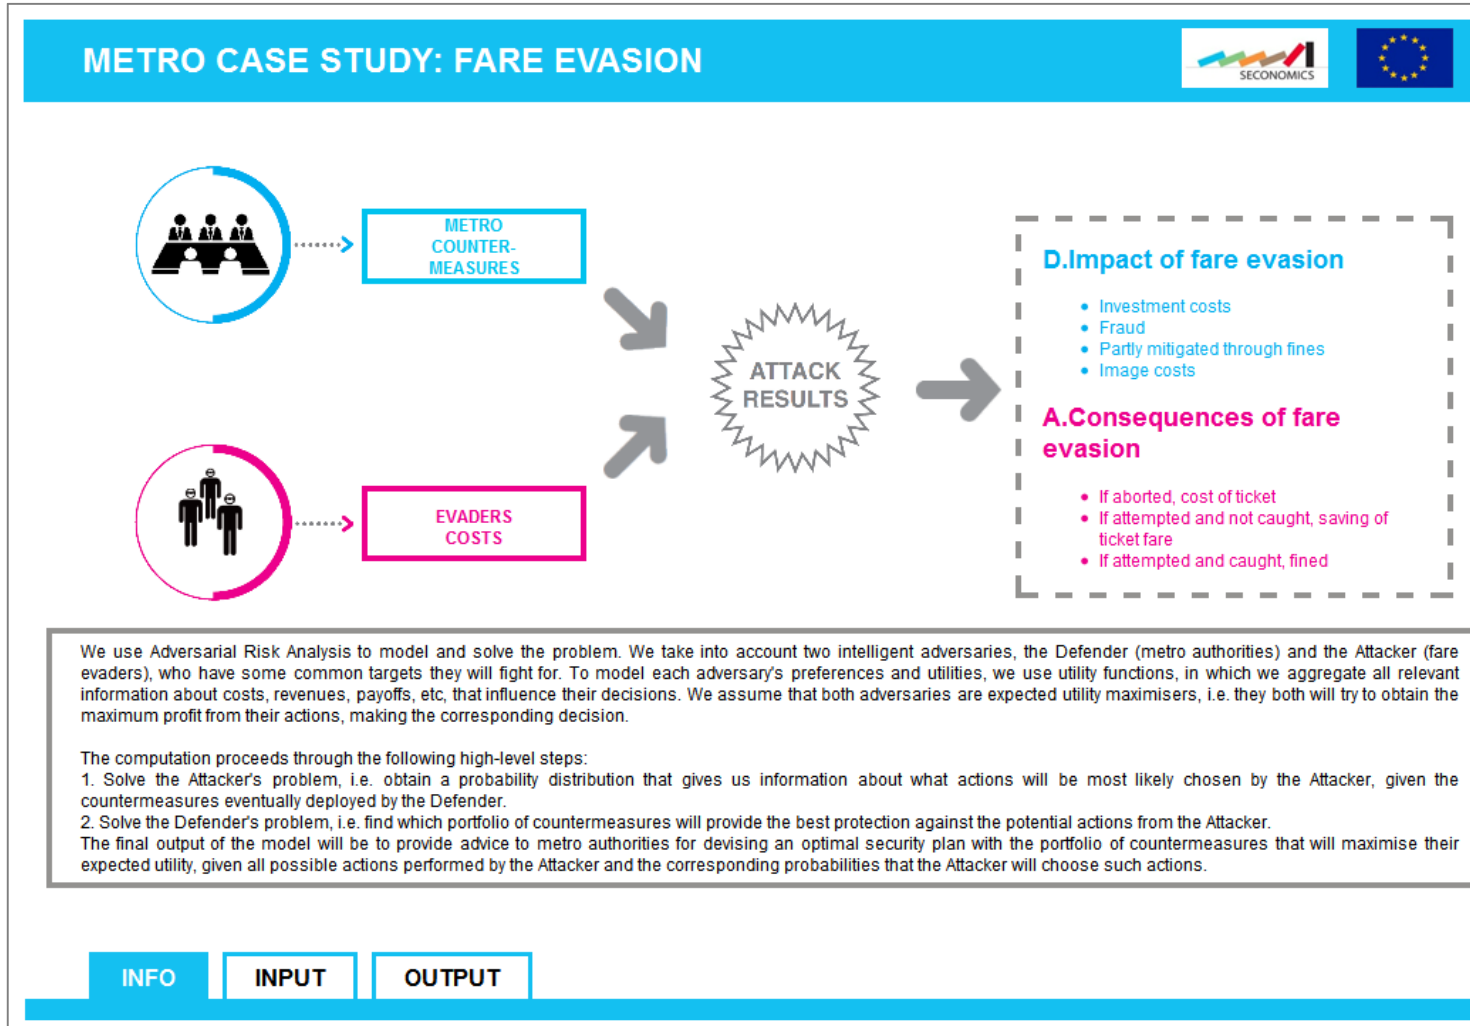 METRO CASE STUDY: FARE EVASION
SECONOMICS
METRO
COUNTER-
MEASURES
EVADERS
COSTS
ATTACK
RESULTS
D.Impact of fare evasion
• Investment costs
• Fraud
• Partly mitigated through fines
• Image costs
A.Consequences of fare
evasion
• If aborted, cost of ticket
• If attempted and not caught, saving of
ticket fare
• If attempted and caught, fined
We use Adversarial Risk Analysis to model and solve the problem. We take into account two intelligent adversaries, the Defender (metro authorities) and the Attacker (fare
evaders), who have some common targets they will fight for. To model each adversary's preferences and utilities, we use utility functions, in which we aggregate all relevant
information about costs, revenues, payoffs, etc, that influence their decisions. We assume that both adversaries are expected utility maximisers, i.e. they both will try to obtain the
maximum profit from their actions, making the corresponding decision.
The computation proceeds through the following high-level steps:
1. Solve the Attacker's problem, i.e. obtain a probability distribution that gives us information about what actions will be most likely chosen by the Attacker, given the
countermeasures eventually deployed by the Defender.
2. Solve the Defender's problem, i.e. find which portfolio of countermeasures will provide the best protection against the potential actions from the Attacker.
The final output of the model will be to provide advice to metro authorities for devising an optimal security plan with the portfolio of countermeasures that will maximise their
expected utility, given all possible actions performed by the Attacker and the corresponding probabilities that the Attacker will choose such actions.
INFO
INPUT
OUTPUT